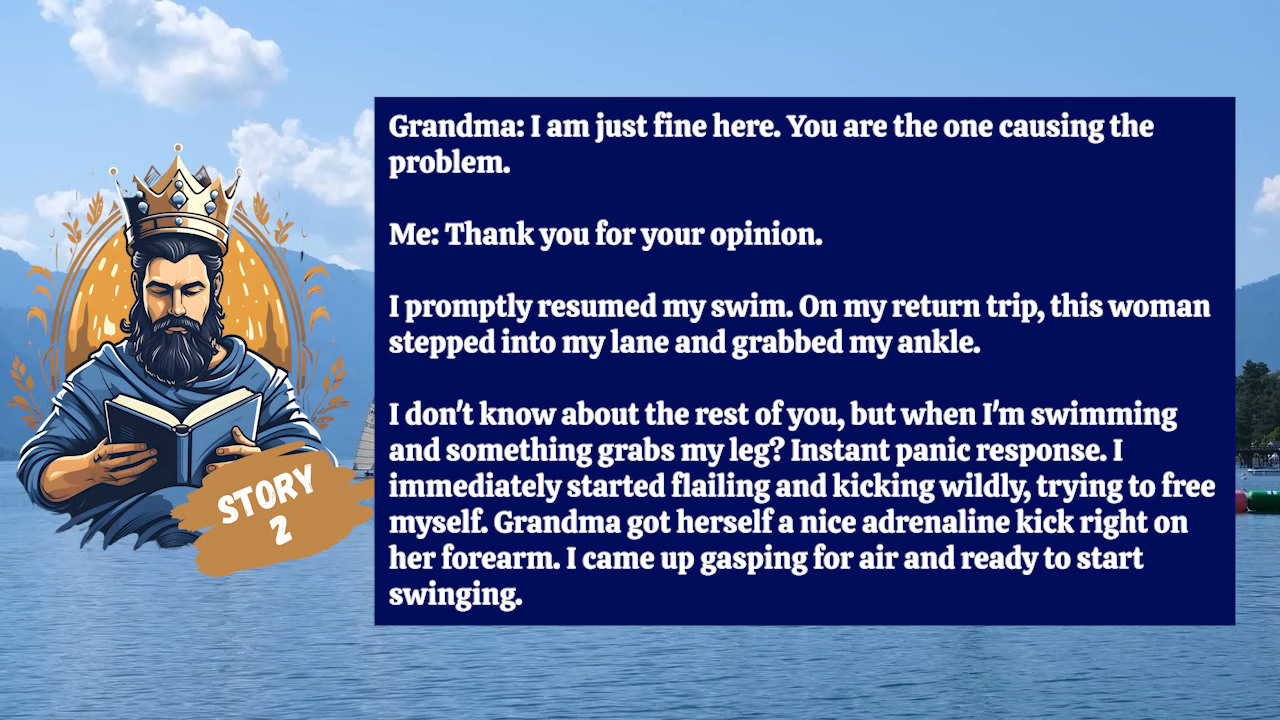 Grandma: I am just fine here. You are the one causing the
problem.
Me: Thank you for your opinion.
I promptly resumed my swim. On my return trip, this woman
stepped into my lane and grabbed my ankle.
I don't know about the rest of you, but when I'm swimming
and something grabs my leg? Instant panic response. I
immediately started flailing and kicking wildly, trying to free
myself. Grandma got herself a nice adrenaline kick right on
her forearm. I came up gasping for air and ready to start
swinging.
STORY
2